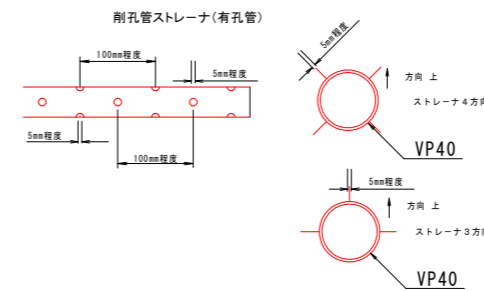 削孔管ストレーナ(有孔管)
100mm程度
5mm程度
5mm程度
100mm程度
5mm程度
方向 上
ストレーナ4方向
VP40
5mm程度
方向 上
ストレーナ3方向
VP40